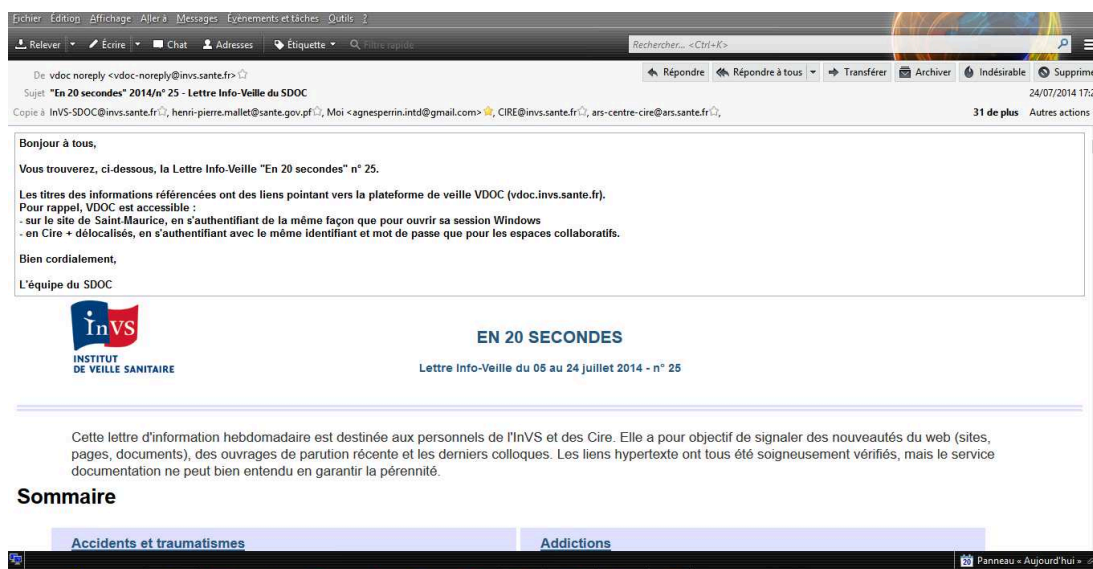 Fichier Édition Affichage Aller à Messages Évènements et tâches Outils ?
Relever Écrire Chat Adresses Étiquette Filtre rapide Rechercher... <Ctrl+K>
De vdoc noreply <vdoc-noreply@invs.sante.fr> Répondre Répondre à tous Transférer Archiver Indésirable Supprime
Sujet "En 20 secondes" 2014/n° 25 - Lettre Info-Veille du SDOC 24/07/2014 17:2
Copie à InVS-SDOC@invs.sante.fr, henri-pierre.mallet@sante.gov.pf, Moi <agnesperrin.intd@gmail.com>, CIRE@invs.sante.fr, ars-centre-cire@ars.sante.fr, 31 de plus Autres actions
Bonjour à tous,
Vous trouverez, ci-dessous, la Lettre Info-Veille "En 20 secondes" n° 25.
Les titres des informations référencées ont des liens pointant vers la plateforme de veille VDOC (vdoc.invs.sante.fr).
Pour rappel, VDOC est accessible :
- sur le site de Saint-Maurice, en s'authentifiant de la même façon que pour ouvrir sa session Windows
- en Cire + délocalisés, en s'authentifiant avec le même identifiant et mot de passe que pour les espaces collaboratifs.
Bien cordialement,
L'équipe du SDOC
InVS
INSTITUT
DE VEILLE SANITAIRE
EN 20 SECONDES
Lettre Info-Veille du 05 au 24 juillet 2014 - n° 25
Cette lettre d'information hebdomadaire est destinée aux personnels de l'InVS et des Cire. Elle a pour objectif de signaler des nouveautés du web (sites,
pages, documents), des ouvrages de parution récente et les derniers colloques. Les liens hypertexte ont tous été soigneusement vérifiés, mais le service
documentation ne peut bien entendu en garantir la pérennité.
Sommaire
Accidents et traumatismes Addictions
20 Panneau « Aujourd'hui »